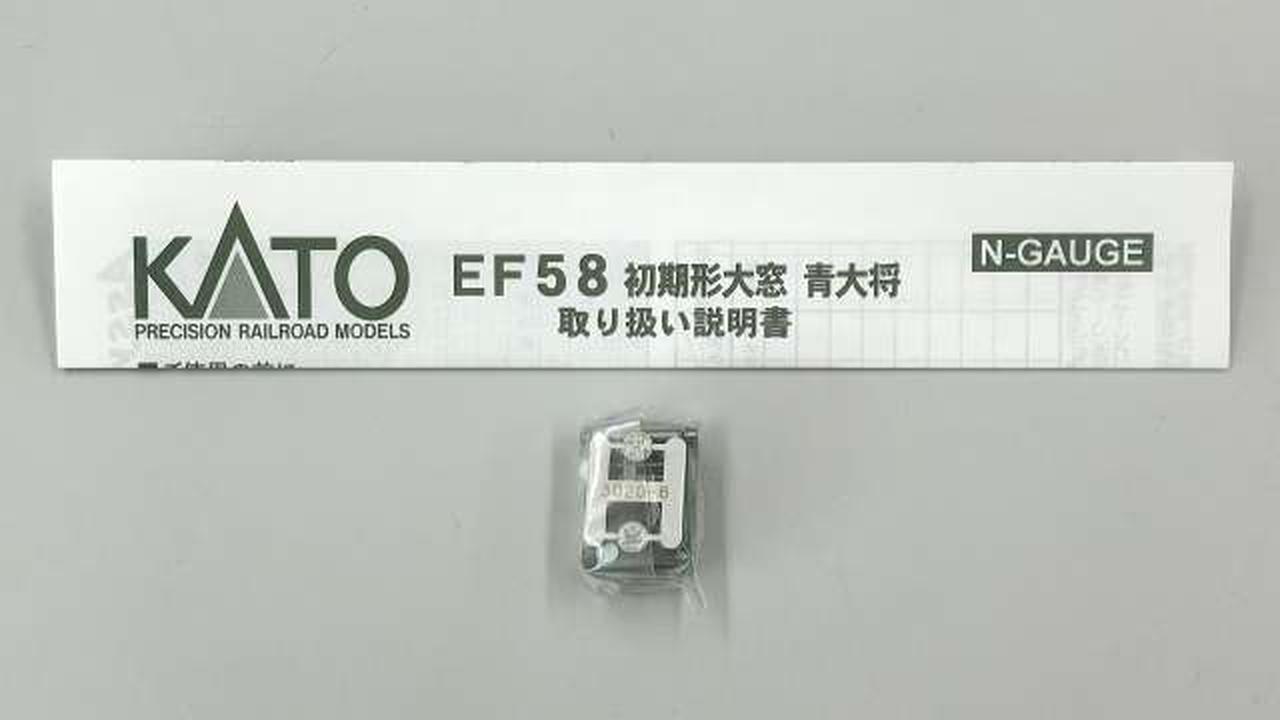 KATO
PRECISION RAILROAD MODELS
EF58 初期形大窓 青大将
取り扱い説明書
N-GAUGE
3020-6